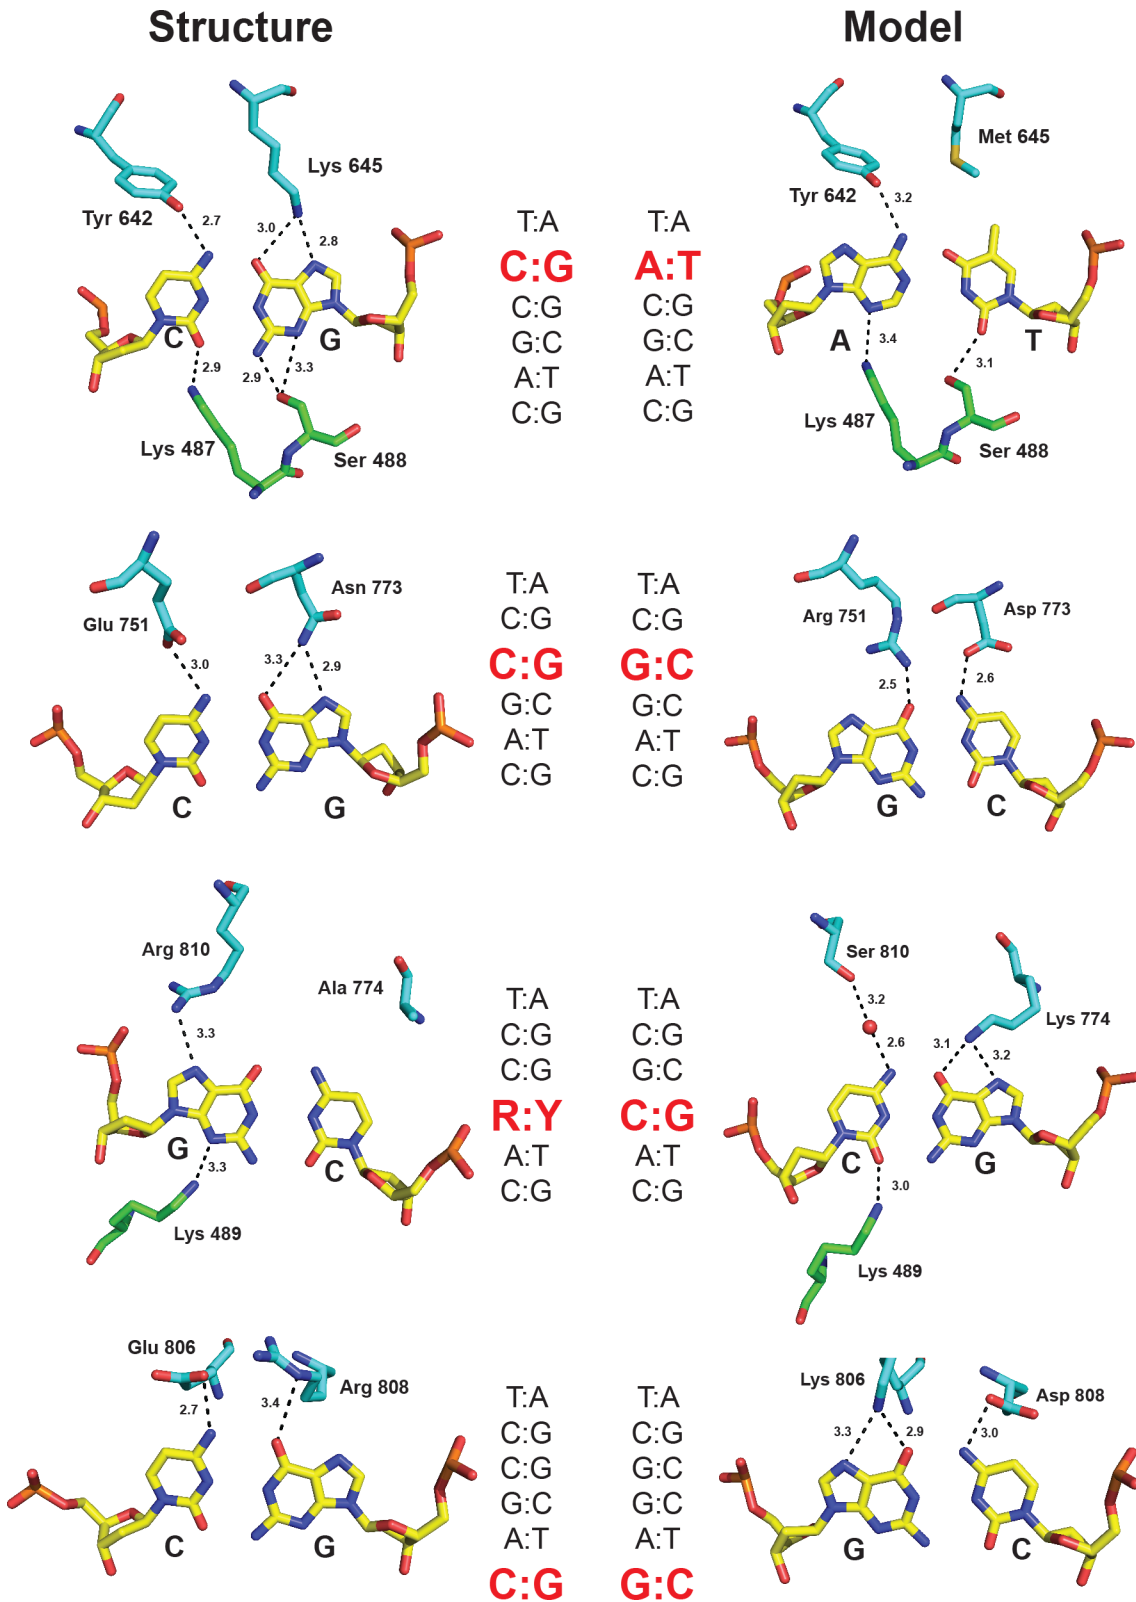 Structure
Model
Lys 645
Tyr 642
2.7
3.0
2.8
C
G
2.9
2.9
3.3
Lys 487
Ser 488
T:A
C:G
C:G
G:C
A:T
C:G
T:A
A:T
C:G
G:C
A:T
C:G
Met 645
Tyr 642
3.2
A
T
3.4
3.1
Lys 487
Ser 488
Glu 751
Asn 773
3.0
3.3
2.9
C
G
T:A
C:G
C:G
G:C
A:T
C:G
T:A
C:G
G:C
G:C
A:T
C:G
Arg 751
Asp 773
2.5
2.6
G
C
Arg 810
Ala 774
3.3
G
C
3.3
Lys 489
T:A
C:G
C:G
R:Y
A:T
C:G
T:A
C:G
G:C
C:G
A:T
C:G
Ser 810
Lys 774
3.2
2.6
3.1
3.2
C
G
3.0
Lys 489
Glu 806
Arg 808
2.7
3.4
C
G
T:A
C:G
C:G
G:C
A:T
C:G
T:A
C:G
G:C
G:C
A:T
G:C
Lys 806
Asp 808
3.3
2.9
3.0
G
C